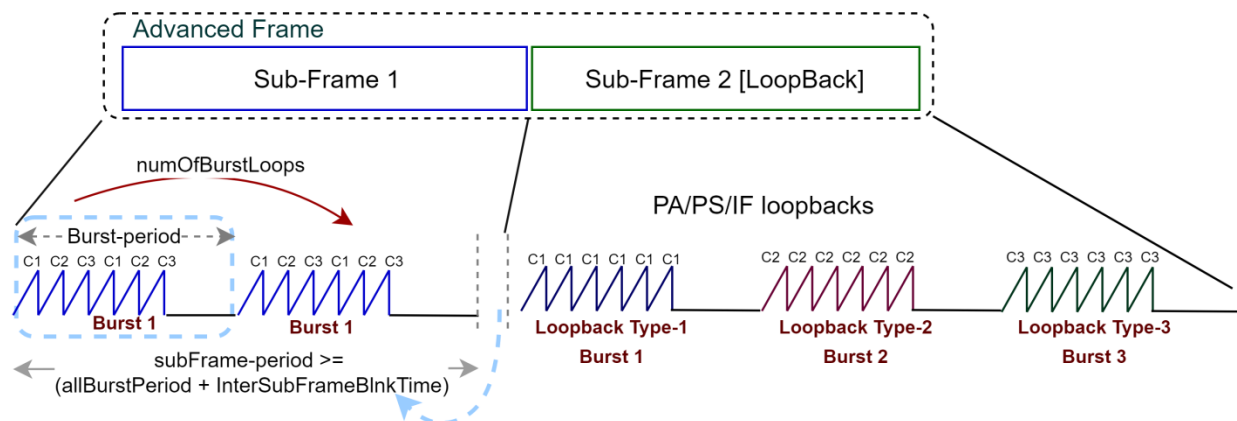 Advanced Frame
Sub-Frame 1
Sub-Frame 2 [LoopBack]
numOfBurstLoops
PA/PS/IF loopbacks
Burst-period
C1 C2 C3 C1 C2 C3
C1 C2 C3 C1 C2 C3
C1 C1 C1 C1 C1 C1
C2 C2 C2 C2 C2 C2
C3 C3 C3 C3 C3 C3
Burst 1
Burst 1
Loopback Type-1
Burst 1
Loopback Type-2
Burst 2
Loopback Type-3
Burst 3
subFrame-period >=
(allBurstPeriod + InterSubFrameBlnkTime)